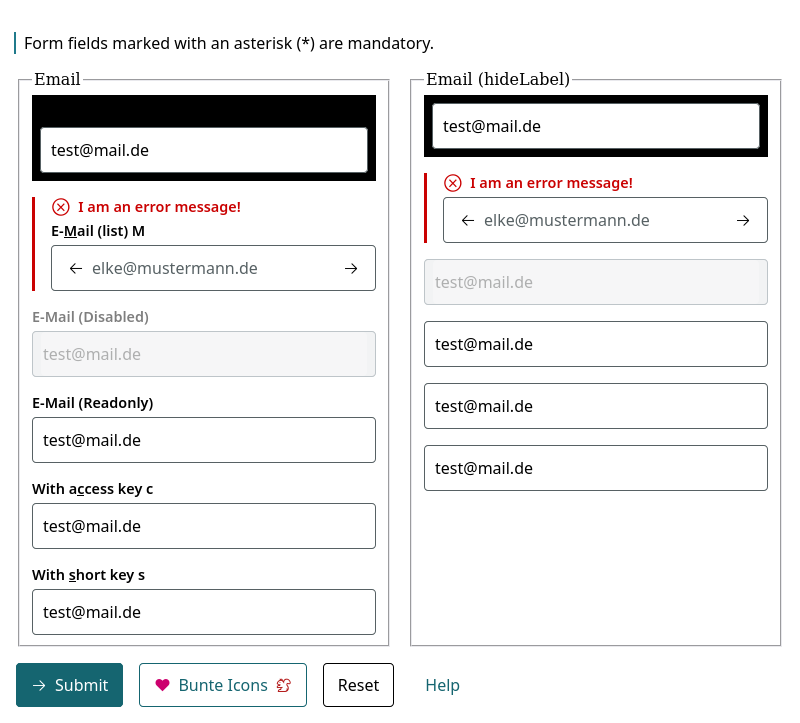 Form fields marked with an asterisk (*) are mandatory.
Email
test@mail.de
I am an error message!
E-Mail (list) M
elke@mustermann.de
E-Mail (Disabled)
test@mail.de
E-Mail (Readonly)
test@mail.de
With access key c
test@mail.de
With short key s
test@mail.de
Email (hideLabel)
test@mail.de
I am an error message!
elke@mustermann.de
test@mail.de
test@mail.de
test@mail.de
test@mail.de
Submit
Bunte Icons
Reset
Help